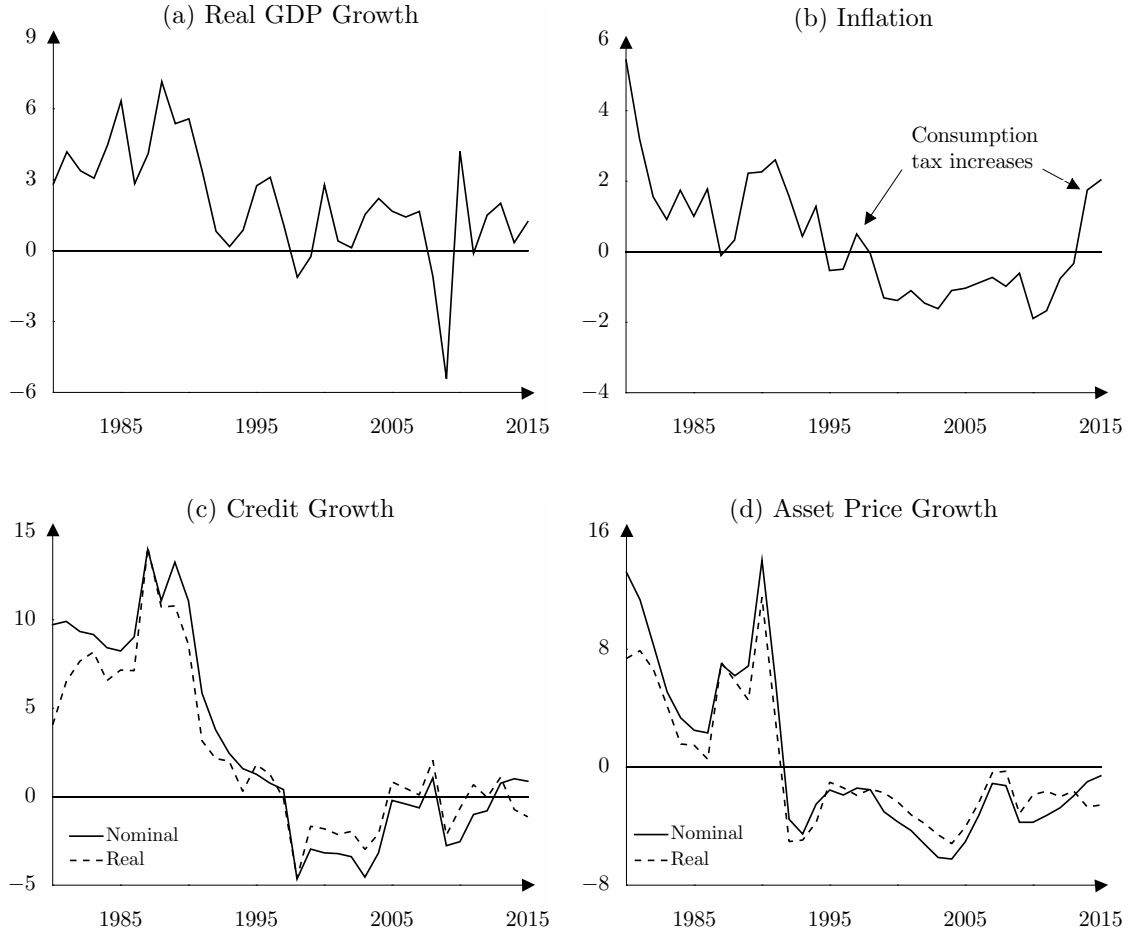 (a) Real GDP Growth
9
6
3
0
−3
−6
1985 1995 2005 2015
(b) Inflation
6
4
2
0
−2
−4
Consumption
tax increases
1985 1995 2005 2015
(c) Credit Growth
15
10
5
0
−5
Nominal
Real
1985 1995 2005 2015
(d) Asset Price Growth
16
8
0
−8
Nominal
Real
1985 1995 2005 2015